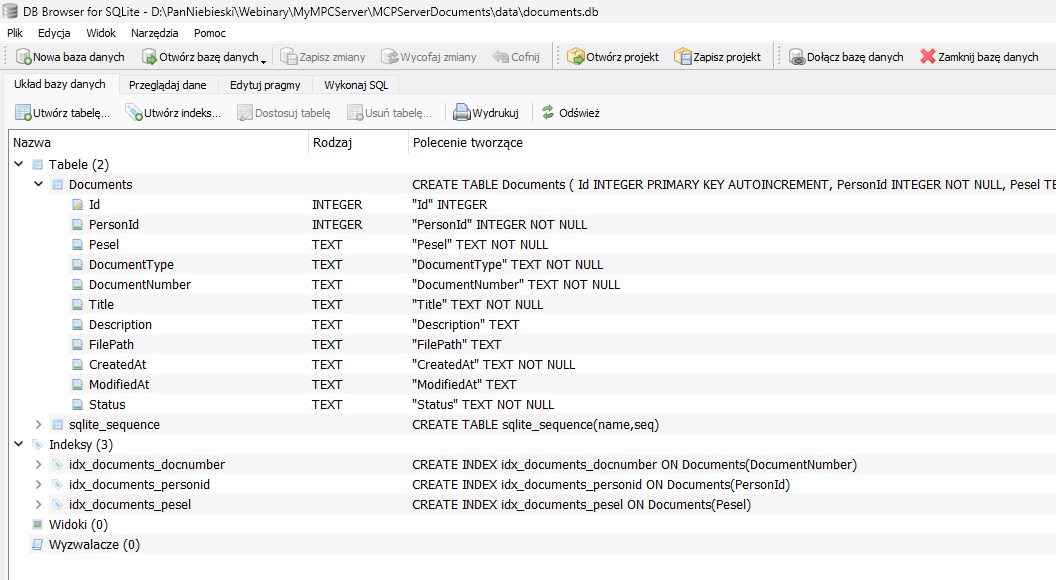 DB Browser for SQLite - D:\PanNiebieski\Webinary\MyMPCServer\MCPServerDocuments\data\documents.db
Plik Edycja Widok Narzędzia Pomoc
Nowa baza danych Otwórz bazę danych Zapisz zmiany Wycofaj zmiany Cofnij Otwórz projekt Zapisz projekt Dołącz bazę danych Zamknij bazę danych
Układ bazy danych Przeglądaj dane Edytuj pragmy Wykonaj SQL
Utwórz tabelę... Utwórz indeks... Dostosuj tabelę Usuń tabelę... Wydrukuj Odśwież
Nazwa Rodzaj Polecenie tworzące
Tabele (2)
Documents CREATE TABLE Documents ( Id INTEGER PRIMARY KEY AUTOINCREMENT, PersonId INTEGER NOT NULL, Pesel TE
Id INTEGER "Id" INTEGER
PersonId INTEGER "PersonId" INTEGER NOT NULL
Pesel TEXT "Pesel" TEXT NOT NULL
DocumentType TEXT "DocumentType" TEXT NOT NULL
DocumentNumber TEXT "DocumentNumber" TEXT NOT NULL
Title TEXT "Title" TEXT NOT NULL
Description TEXT "Description" TEXT
FilePath TEXT "FilePath" TEXT
CreatedAt TEXT "CreatedAt" TEXT NOT NULL
ModifiedAt TEXT "ModifiedAt" TEXT
Status TEXT "Status" TEXT NOT NULL
sqlite_sequence CREATE TABLE sqlite_sequence(name,seq)
Indeksy (3)
idx_documents_docnumber CREATE INDEX idx_documents_docnumber ON Documents(DocumentNumber)
idx_documents_personid CREATE INDEX idx_documents_personid ON Documents(PersonId)
idx_documents_pesel CREATE INDEX idx_documents_pesel ON Documents(Pesel)
Widoki (0)
Wyzwalacze (0)